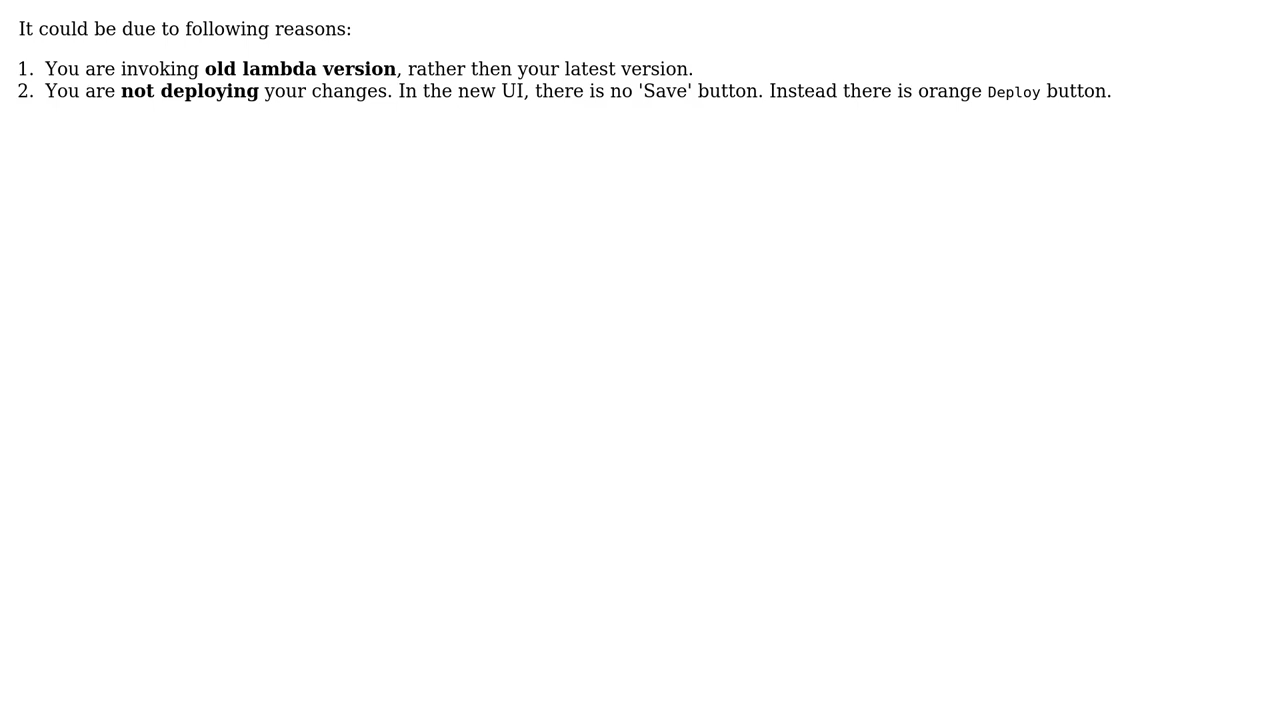 It could be due to following reasons:
1. You are invoking old lambda version, rather then your latest version.
2. You are not deploying your changes. In the new UI, there is no 'Save' button. Instead there is orange Deploy button.